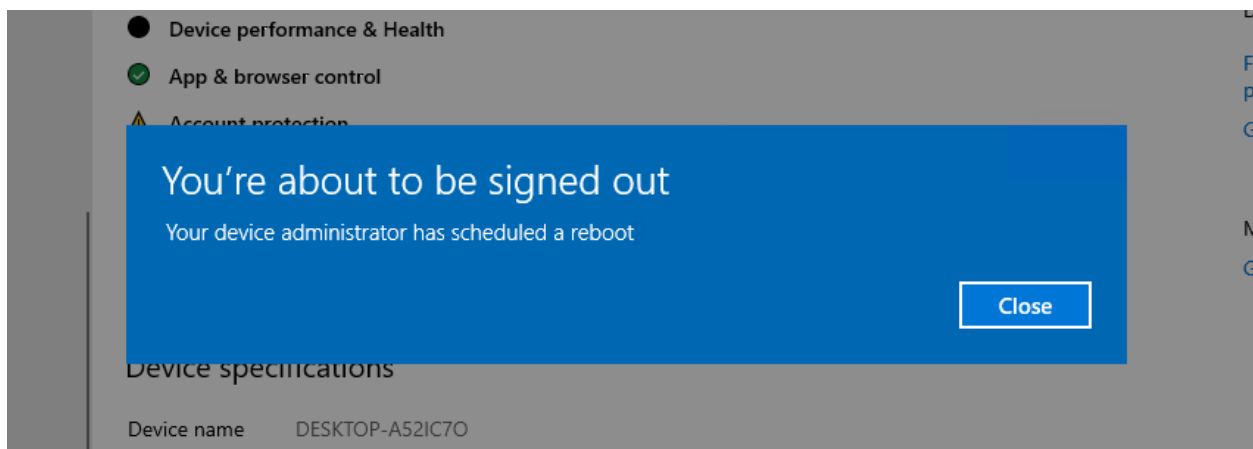 Device performance & Health
App & browser control
Account protection
You're about to be signed out
Your device administrator has scheduled a reboot
Close
Device specifications
Device name DESKTOP-A52IC7O